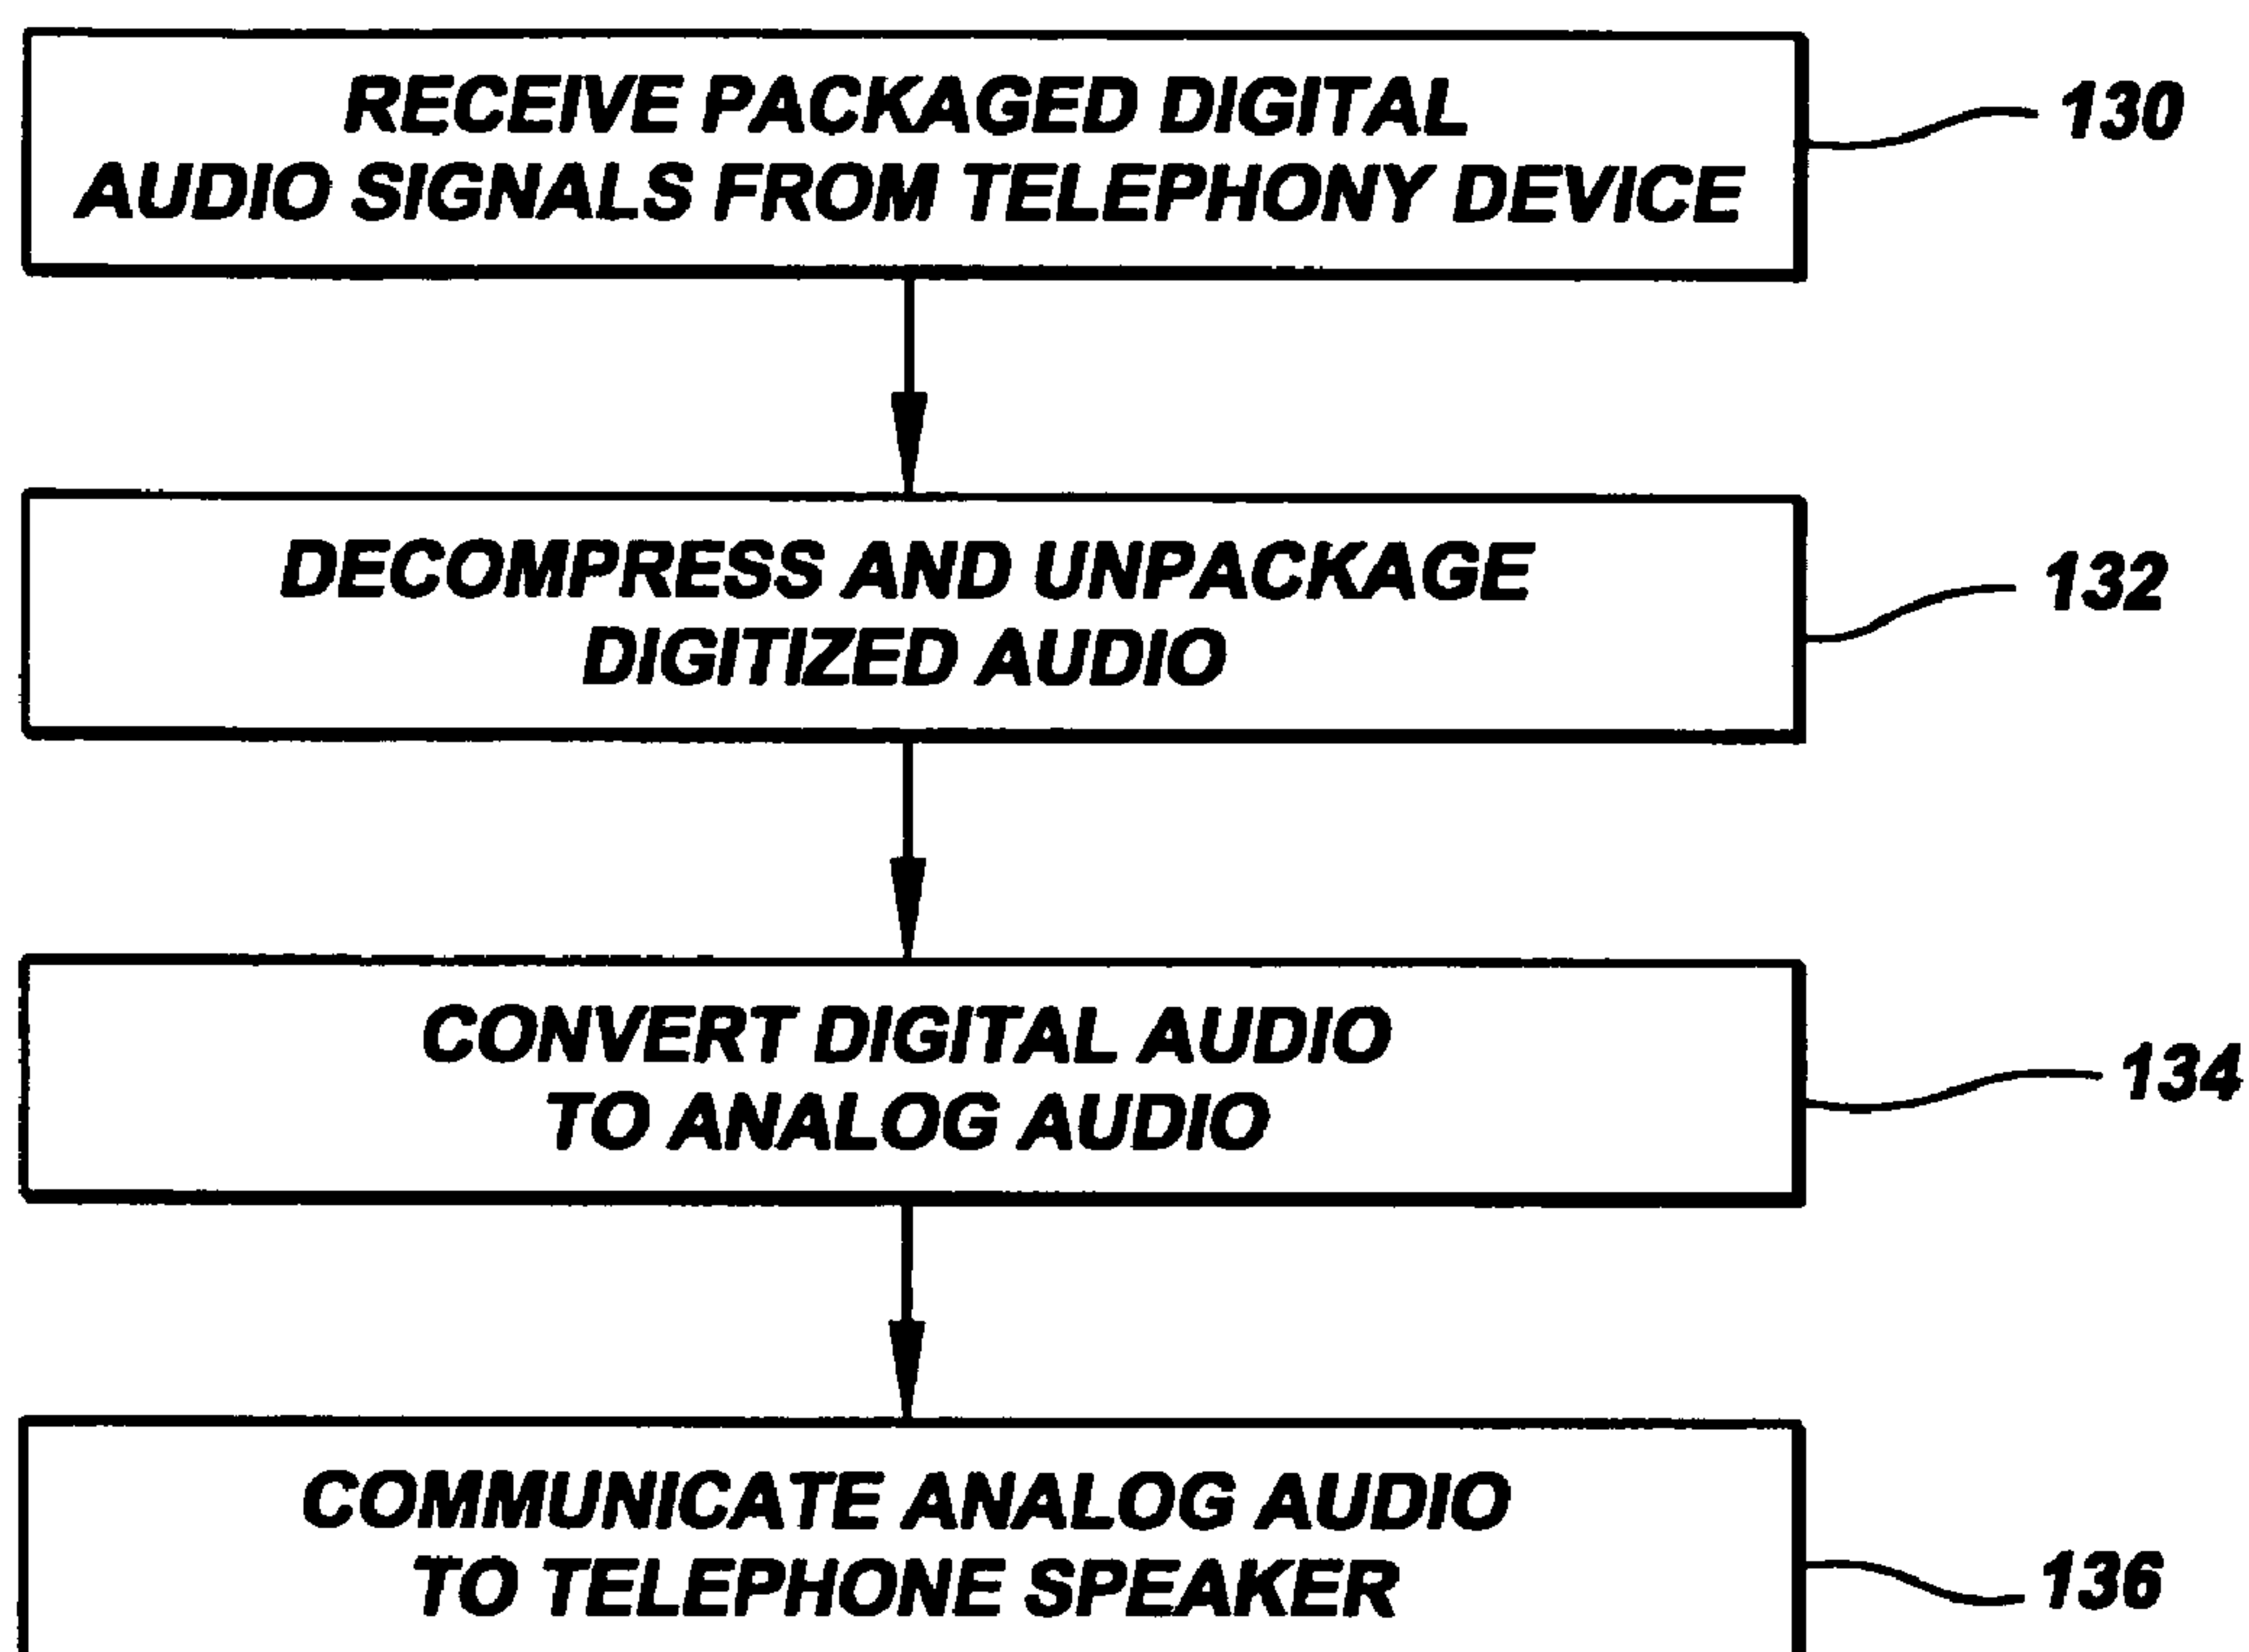 RECEIVE PACKAGED DIGITAL
AUDIO SIGNALS FROM TELEPHONY DEVICE
130
DECOMPRESS AND UNPACKAGE
DIGITIZED AUDIO
132
CONVERT DIGITAL AUDIO
TO ANALOG AUDIO
134
COMMUNICATE ANALOG AUDIO
TO TELEPHONE SPEAKER
136